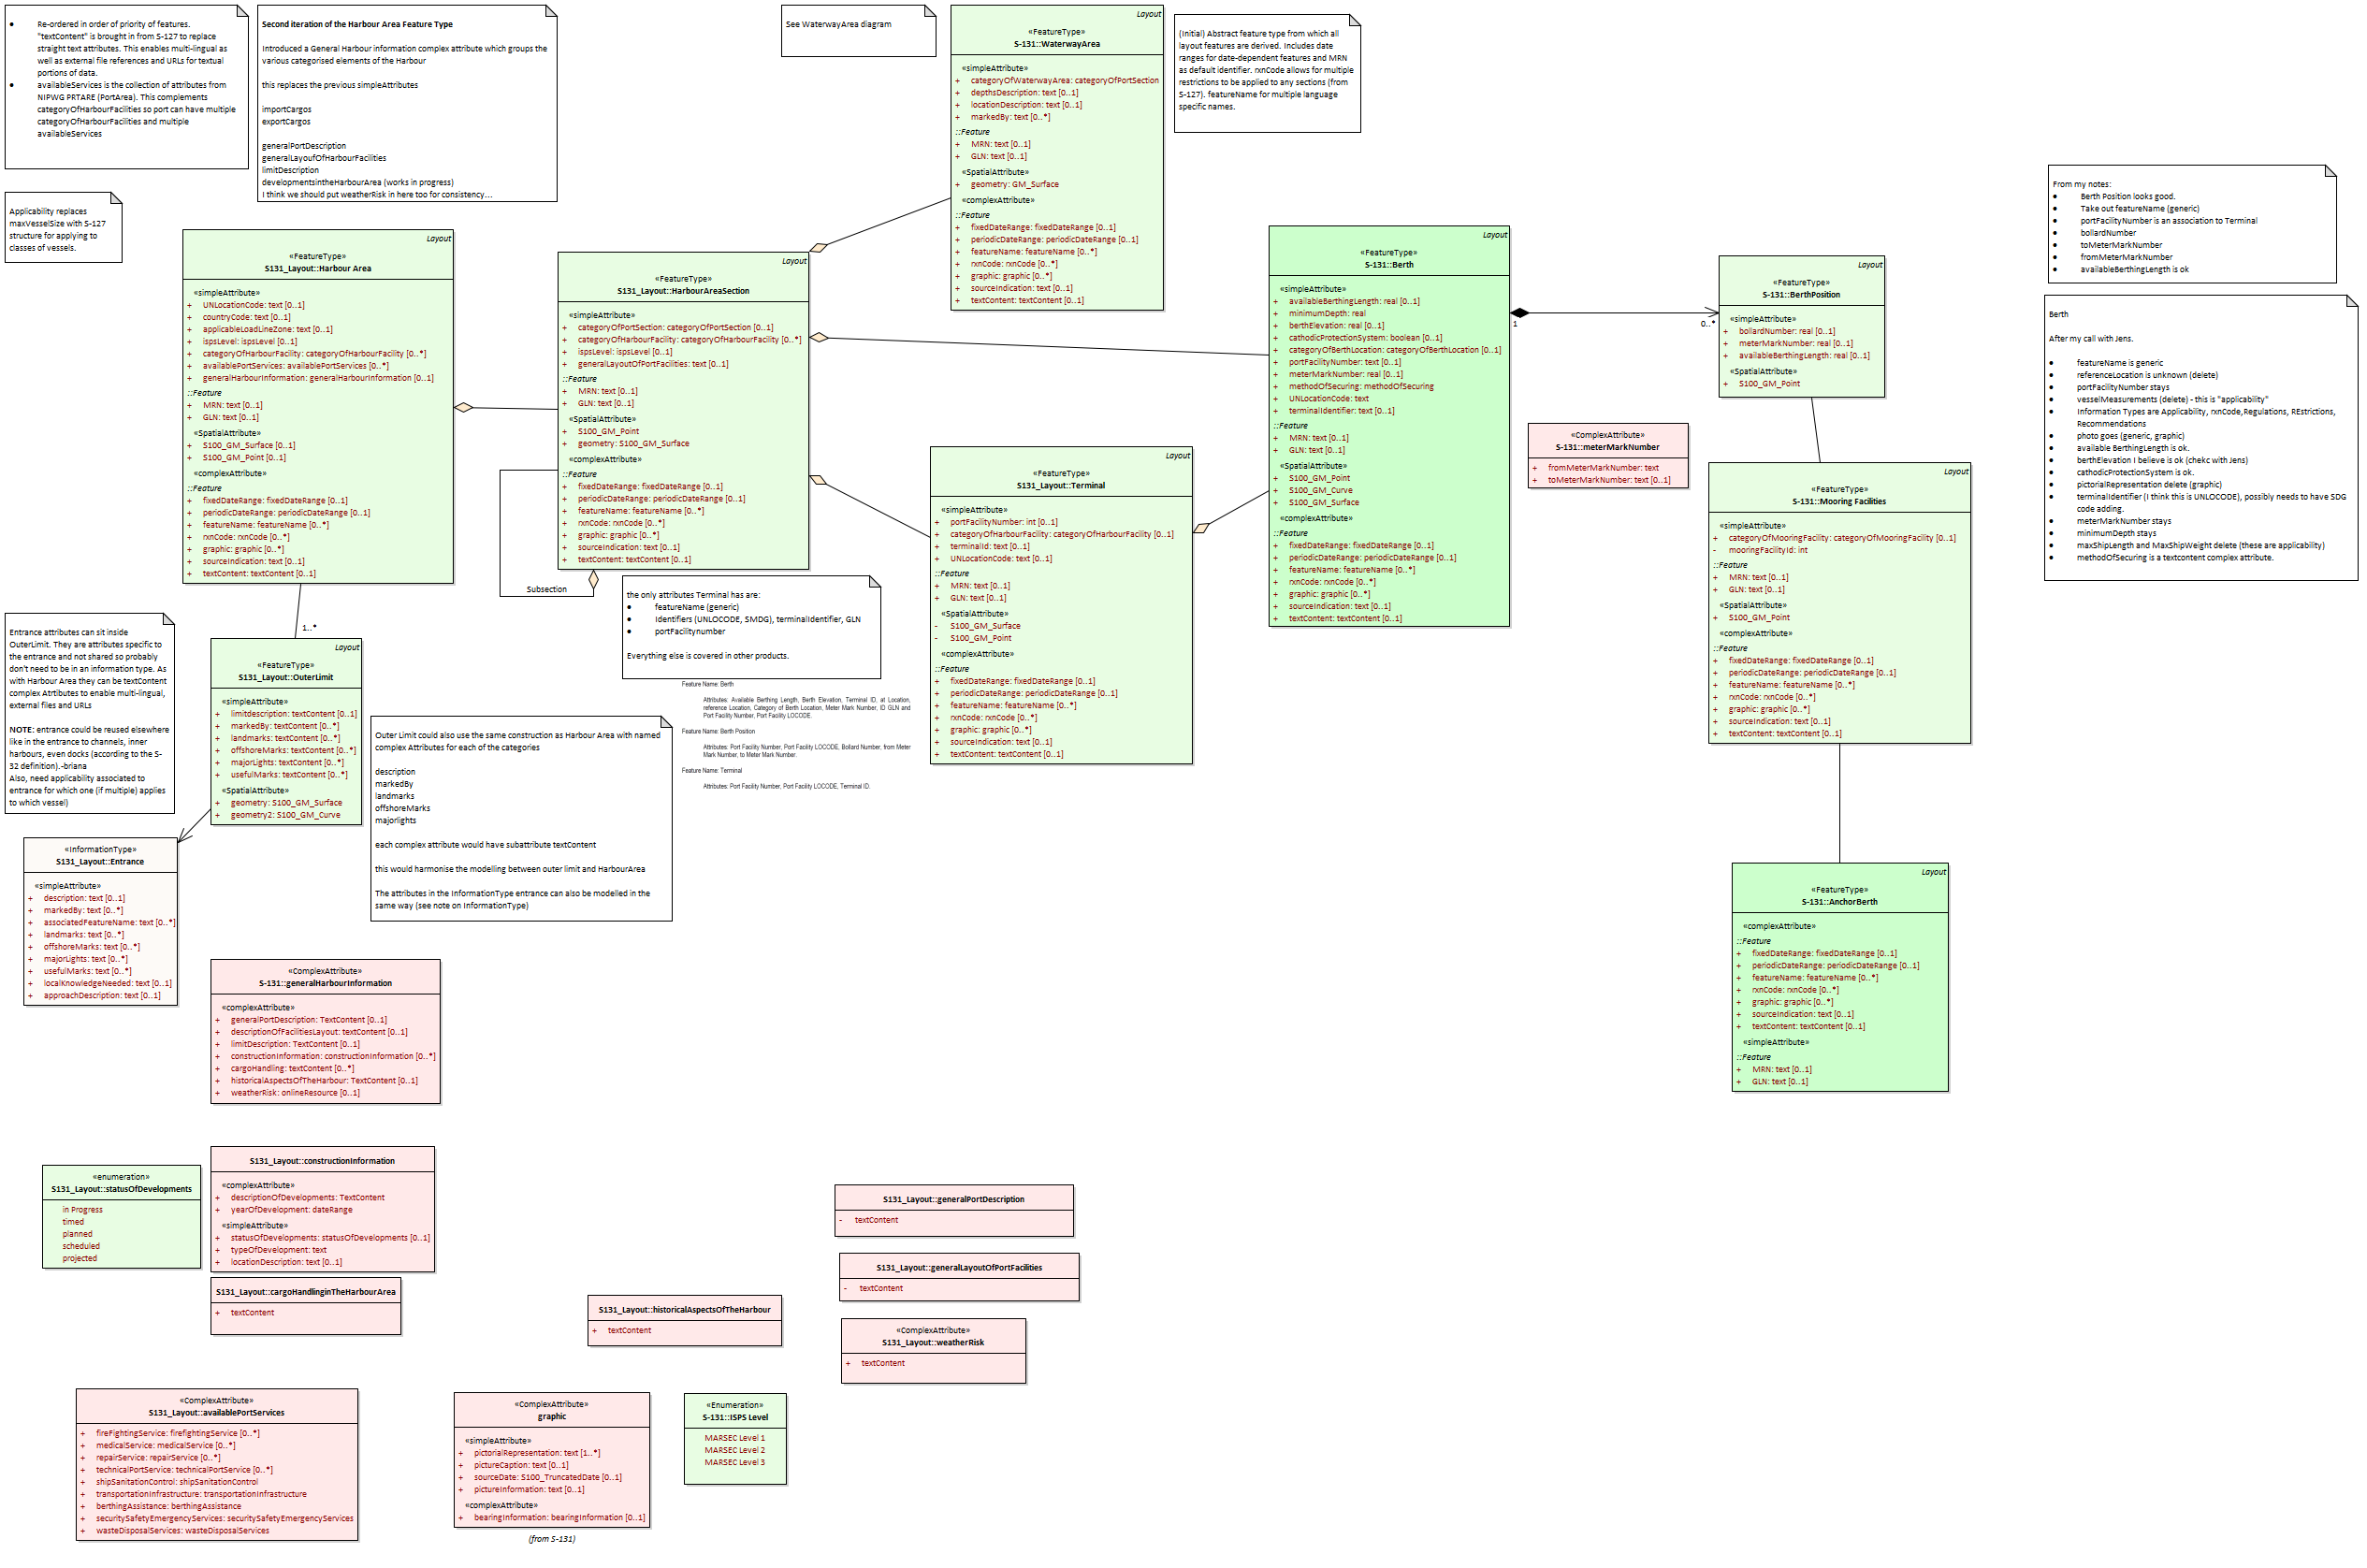 • Re-ordered in order of priority of features.
"textContent" is brought in from S-127 to replace
straight text attributes. This enables multi-lingual as
well as external file references and URLs for textual
portions of data.
• availableServices is the collection of attributes from
NIPWG PRTARE (PortArea). This complements
categoryOfHarbourFacilities so port can have multiple
categoryOfHarbourFacilities and multiple
availableServices
Second iteration of the Harbour Area Feature Type
Introduced a General Harbour information complex attribute which groups the
various categorised elements of the Harbour
this replaces the previous simpleAttributes
importCargos
exportCargos
generalPortDescription
generalLayoufOfHarbourFacilities
limitDescription
developmentsintheHarbourArea (works in progress)
I think we should put weatherRisk in here too for consistency...
Applicability replaces
maxVesselSize with S-127
structure for applying to
classes of vessels.
See WaterwayArea diagram
Layout
«FeatureType»
S-131::WaterwayArea
«simpleAttribute»
+ categoryOfWaterwayArea: categoryOfPortSection
+ depthsDescription: text [0..1]
+ locationDescription: text [0..1]
+ markedBy: text [0..*]
::Feature
+ MRN: text [0..1]
+ GLN: text [0..1]
«SpatialAttribute»
+ geometry: GM_Surface
«complexAttribute»
::Feature
+ fixedDateRange: fixedDateRange [0..1]
+ periodicDateRange: periodicDateRange [0..1]
+ featureName: featureName [0..*]
+ rxnCode: rxnCode [0..*]
+ graphic: graphic [0..*]
+ sourceIndication: text [0..1]
+ textContent: textContent [0..1]
(Initial) Abstract feature type from which all
layout features are derived. Includes date
ranges for date-dependent features and MRN
as default identifier. rxnCode allows for multiple
restrictions to be applied to any sections (from
S-127). featureName for multiple language
specific names.
Layout
«FeatureType»
S131_Layout::Harbour Area
«simpleAttribute»
+ UNLocationCode: text [0..1]
+ countryCode: text [0..1]
+ applicableLoadLineZone: text [0..1]
+ ispsLevel: ispsLevel [0..1]
+ categoryOfHarbourFacility: categoryOfHarbourFacility [0..*]
+ availablePortServices: availablePortServices [0..*]
+ generalHarbourInformation: generalHarbourInformation [0..1]
::Feature
+ MRN: text [0..1]
+ GLN: text [0..1]
«SpatialAttribute»
+ S100_GM_Surface [0..1]
+ S100_GM_Point [0..1]
«complexAttribute»
::Feature
+ fixedDateRange: fixedDateRange [0..1]
+ periodicDateRange: periodicDateRange [0..1]
+ featureName: featureName [0..*]
+ rxnCode: rxnCode [0..*]
+ graphic: graphic [0..*]
+ sourceIndication: text [0..1]
+ textContent: textContent [0..1]
Layout
«FeatureType»
S131_Layout::HarbourAreaSection
«simpleAttribute»
+ categoryOfPortSection: categoryOfPortSection [0..1]
+ categoryOfHarbourFacility: categoryOfHarbourFacility [0..*]
+ ispsLevel: ispsLevel [0..1]
+ generalLayoutOfPortFacilities: text [0..1]
::Feature
+ MRN: text [0..1]
+ GLN: text [0..1]
«SpatialAttribute»
+ S100_GM_Point
+ geometry: S100_GM_Surface
«complexAttribute»
::Feature
+ fixedDateRange: fixedDateRange [0..1]
+ periodicDateRange: periodicDateRange [0..1]
+ featureName: featureName [0..*]
+ rxnCode: rxnCode [0..*]
+ graphic: graphic [0..*]
+ sourceIndication: text [0..1]
+ textContent: textContent [0..1]
Subsection
Layout
«FeatureType»
S-131::Berth
«simpleAttribute»
+ availableBerthingLength: real [0..1]
+ minimumDepth: real
+ berthElevation: real [0..1]
+ cathodicProtectionSystem: boolean [0..1]
+ categoryOfBerthLocation: categoryOfBerthLocation [0..1]
+ portFacilityNumber: text [0..1]
+ meterMarkNumber: real [0..1]
+ methodOfSecuring: methodOfSecuring
+ UNLocationCode: text
+ terminalIdentifier: text [0..1]
::Feature
+ MRN: text [0..1]
+ GLN: text [0..1]
«SpatialAttribute»
+ S100_GM_Point
+ S100_GM_Curve
+ S100_GM_Surface
«complexAttribute»
::Feature
+ fixedDateRange: fixedDateRange [0..1]
+ periodicDateRange: periodicDateRange [0..1]
+ featureName: featureName [0..*]
+ rxnCode: rxnCode [0..*]
+ graphic: graphic [0..*]
+ sourceIndication: text [0..1]
+ textContent: textContent [0..1]
1
0..*
Layout
«FeatureType»
S-131::BerthPosition
«simpleAttribute»
+ bollardNumber: real [0..1]
+ meterMarkNumber: real [0..1]
+ availableBerthingLength: real [0..1]
«SpatialAttribute»
+ S100_GM_Point
From my notes:
• Berth Position looks good.
• Take out featureName (generic)
• portFacilityNumber is an association to Terminal
• bollardNumber
• toMeterMarkNumber
• fromMeterMarkNumber
• availableBerthingLength is ok
Berth
After my call with Jens.
• featureName is generic
• referenceLocation is unknown (delete)
• portFacilityNumber stays
• vesselMeasurements (delete) - this is "applicability"
• Information Types are Applicability, rxnCode,Regulations, REstrictions,
Recommendations
• photo goes (generic, graphic)
• available BerthingLength is ok.
• berthElevation I believe is ok (chekc with Jens)
• cathodicProtectionSystem is ok.
• pictorialRepresentation delete (graphic)
• terminalIdentifier (I think this is UNLOCODE), possibly needs to have SDG
code adding.
• meterMarkNumber stays
• minimumDepth stays
• maxShipLength and MaxShipWeight delete (these are applicability)
• methodOfSecuring is a textcontent complex attribute.
«ComplexAttribute»
S-131::meterMarkNumber
+ fromMeterMarkNumber: text
+ toMeterMarkNumber: text [0..1]
Layout
«FeatureType»
S131_Layout::Terminal
«simpleAttribute»
+ portFacilityNumber: int [0..1]
+ categoryOfHarbourFacility: categoryOfHarbourFacility [0..1]
+ terminalId: text [0..1]
+ UNLocationCode: text [0..1]
::Feature
+ MRN: text [0..1]
+ GLN: text [0..1]
«SpatialAttribute»
- S100_GM_Surface
- S100_GM_Point
«complexAttribute»
::Feature
+ fixedDateRange: fixedDateRange [0..1]
+ periodicDateRange: periodicDateRange [0..1]
+ featureName: featureName [0..*]
+ rxnCode: rxnCode [0..*]
+ graphic: graphic [0..*]
+ sourceIndication: text [0..1]
+ textContent: textContent [0..1]
Layout
«FeatureType»
S-131::Mooring Facilities
«simpleAttribute»
+ categoryOfMooringFacility: categoryOfMooringFacility [0..1]
- mooringFacilityId: int
::Feature
+ MRN: text [0..1]
+ GLN: text [0..1]
«SpatialAttribute»
+ S100_GM_Point
«complexAttribute»
::Feature
+ fixedDateRange: fixedDateRange [0..1]
+ periodicDateRange: periodicDateRange [0..1]
+ featureName: featureName [0..*]
+ rxnCode: rxnCode [0..*]
+ graphic: graphic [0..*]
+ sourceIndication: text [0..1]
+ textContent: textContent [0..1]
the only attributes Terminal has are:
• featureName (generic)
• Identifiers (UNLOCODE, SMDG), terminalIdentifier, GLN
• portFacilitynumber
Everything else is covered in other products.
Feature Name: Berth
Attributes: Available Berthing Length, Berth Elevation, Terminal ID, at Location,
reference Location, Category of Berth Location, Meter Mark Number, ID GLN and
Port Facility Number, Port Facility LOCODE.
Feature Name: Berth Position
Attributes: Port Facility Number, Port Facility LOCODE, Bollard Number, from Meter
Mark Number, to Meter Mark Number.
Feature Name: Terminal
Attributes: Port Facility Number, Port Facility LOCODE, Terminal ID.
Entrance attributes can sit inside
OuterLimit. They are attributes specific to
the entrance and not shared so probably
don't need to be in an information type. As
with Harbour Area they can be textContent
complex Artributes to enable multi-lingual,
external files and URLs
NOTE: entrance could be reused elsewhere
like in the entrance to channels, inner
harbours, even docks (according to the S-
32 definition).-briana
Also, need applicability associated to
entrance for which one (if multiple) applies
to which vessel)
1..*
Layout
«FeatureType»
S131_Layout::OuterLimit
«simpleAttribute»
+ limitdescription: textContent [0..1]
+ markedBy: textContent [0..*]
+ landmarks: textContent [0..*]
+ offshoreMarks: textContent [0..*]
+ majorLights: textContent [0..*]
+ usefulMarks: textContent [0..*]
«SpatialAttribute»
+ geometry: S100_GM_Surface
+ geometry2: S100_GM_Curve
Outer Limit could also use the same construction as Harbour Area with named
complex Attributes for each of the categories
description
markedBy
landmarks
offshoreMarks
majorlights
each complex attribute would have subattribute textContent
this would harmonise the modelling between outer limit and HarbourArea
The attributes in the InformationType entrance can also be modelled in the
same way (see note on InformationType)
«InformationType»
S131_Layout::Entrance
«simpleAttribute»
+ description: text [0..1]
+ markedBy: text [0..*]
+ associatedFeatureName: text [0..*]
+ landmarks: text [0..*]
+ offshoreMarks: text [0..*]
+ majorLights: text [0..*]
+ usefulMarks: text [0..*]
+ localKnowledgeNeeded: text [0..1]
+ approachDescription: text [0..1]
Layout
«FeatureType»
S-131::AnchorBerth
«complexAttribute»
::Feature
+ fixedDateRange: fixedDateRange [0..1]
+ periodicDateRange: periodicDateRange [0..1]
+ featureName: featureName [0..*]
+ rxnCode: rxnCode [0..*]
+ graphic: graphic [0..*]
+ sourceIndication: text [0..1]
+ textContent: textContent [0..1]
«simpleAttribute»
::Feature
+ MRN: text [0..1]
+ GLN: text [0..1]
«ComplexAttribute»
S-131::generalHarbourInformation
«complexAttribute»
+ generalPortDescription: TextContent [0..1]
+ descriptionOfFacilitiesLayout: textContent [0..1]
+ limitDescription: TextContent [0..1]
+ constructionInformation: constructionInformation [0..*]
+ cargoHandling: textContent [0..*]
+ historicalAspectsOfTheHarbour: TextContent [0..1]
+ weatherRisk: onlineResource [0..1]
«enumeration»
S131_Layout::statusOfDevelopments
in Progress
timed
planned
scheduled
projected
S131_Layout::constructionInformation
«complexAttribute»
+ descriptionOfDevelopments: TextContent
+ yearOfDevelopment: dateRange
«simpleAttribute»
+ statusOfDevelopments: statusOfDevelopments [0..1]
+ typeOfDevelopment: text
+ locationDescription: text [0..1]
S131_Layout::cargoHandlinginTheHarbourArea
+ textContent
S131_Layout::historicalAspectsOfTheHarbour
+ textContent
S131_Layout::generalPortDescription
- textContent
S131_Layout::generalLayoutOfPortFacilities
- textContent
«ComplexAttribute»
S131_Layout::weatherRisk
+ textContent
«ComplexAttribute»
S131_Layout::availablePortServices
+ fireFightingService: firefightingService [0..*]
+ medicalService: medicalService [0..*]
+ repairService: repairService [0..*]
+ technicalPortService: technicalPortService [0..*]
+ shipSanitationControl: shipSanitationControl
+ transportationInfrastructure: transportationInfrastructure
+ berthingAssistance: berthingAssistance
+ securitySafetyEmergencyServices: securitySafetyEmergencyServices
+ wasteDisposalServices: wasteDisposalServices
«ComplexAttribute»
graphic
«simpleAttribute»
+ pictorialRepresentation: text [1..*]
+ pictureCaption: text [0..1]
+ sourceDate: S100_TruncatedDate [0..1]
+ pictureInformation: text [0..1]
«complexAttribute»
+ bearingInformation: bearingInformation [0..1]
(from S-131)
«Enumeration»
S-131::ISPS Level
MARSEC Level 1
MARSEC Level 2
MARSEC Level 3